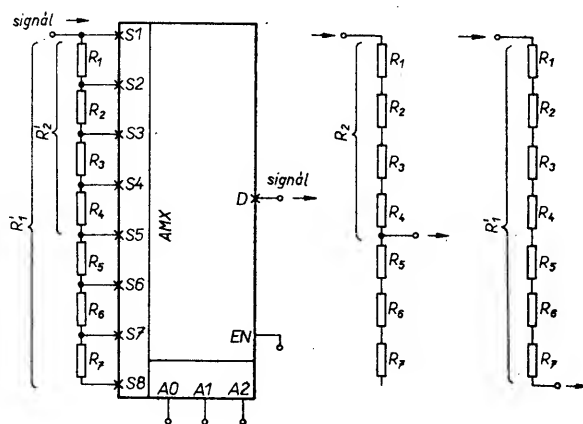 signál
S1
R1
S2
R2
S3
R3
S4
R4
S5
R5
S6
R6
S7
R7
S8
R'1
R'2
AMX
D
signál
EN
A0 A1 A2
R1
R2
R3
R4
R5
R6
R7
R'2
R1
R2
R3
R4
R5
R6
R7
R'1